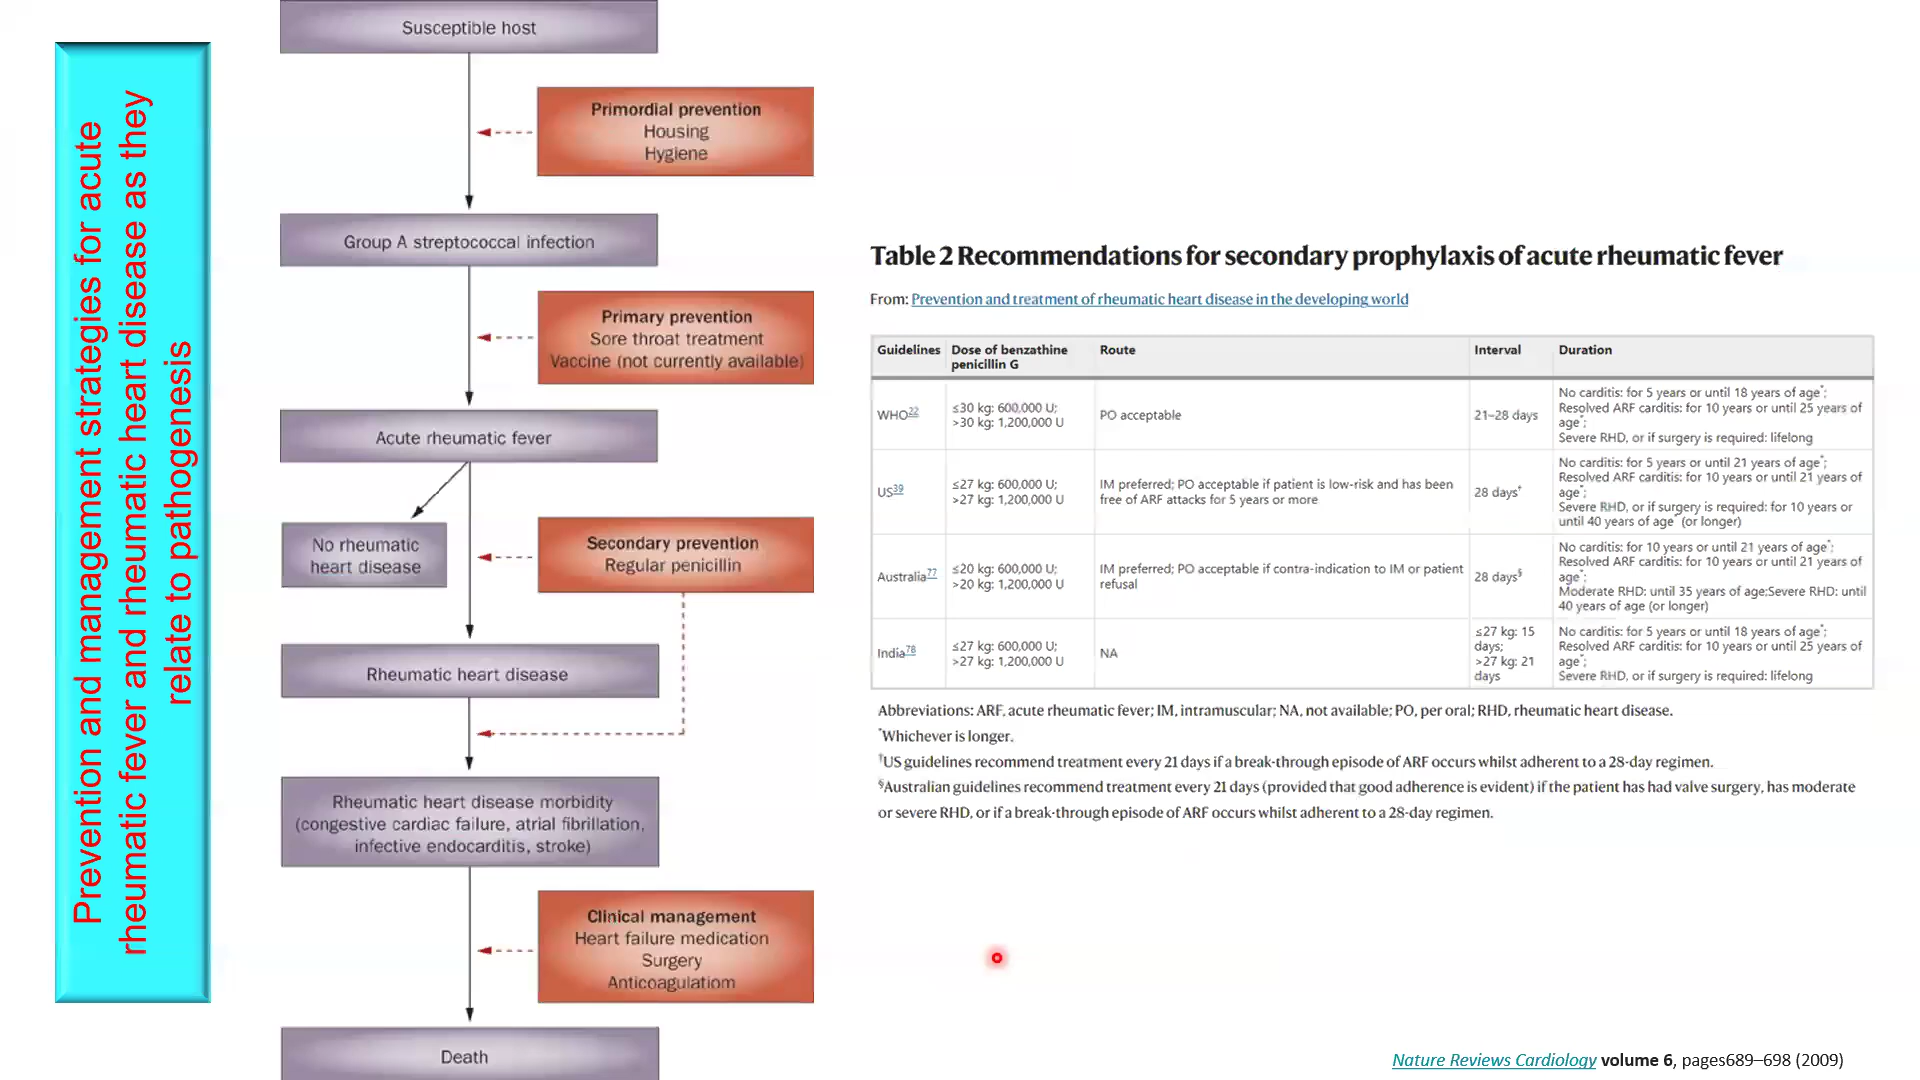 Prevention and management strategies for acute
rheumatic fever and rheumatic heart disease as they
relate to pathogenesis
Susceptible host
Primordial prevention
Housing
Hygiene
Group A streptococcal infection
Primary prevention
Sore throat treatment
Vaccine (not currently available)
Acute rheumatic fever
No rheumatic
heart disease
Secondary prevention
Regular penicillin
Rheumatic heart disease
Rheumatic heart disease morbidity
(congestive cardiac failure, atrial fibrillation,
infective endocarditis, stroke)
Clinical management
Heart failure medication
Surgery
Anticoagulatiom
Death
Table 2 Recommendations for secondary prophylaxis of acute rheumatic fever
From: Prevention and treatment of rheumatic heart disease in the developing world
Guidelines Dose of benzathine penicillin G Route Interval Duration
WHO22
≤30 kg: 600,000 U;
>30 kg: 1,200,000 U
PO acceptable
21–28 days
No carditis: for 5 years or until 18 years of age*;
Resolved ARF carditis: for 10 years or until 25 years of
age*;
Severe RHD, or if surgery is required: lifelong
US39
≤27 kg: 600,000 U;
>27 kg: 1,200,000 U
IM preferred; PO acceptable if patient is low-risk and has been
free of ARF attacks for 5 years or more
28 days†
No carditis: for 5 years or until 21 years of age*;
Resolved ARF carditis: for 10 years or until 21 years of
age*;
Severe RHD, or if surgery is required: for 10 years or
until 40 years of age* (or longer)
Australia77
≤20 kg: 600,000 U;
>20 kg: 1,200,000 U
IM preferred; PO acceptable if contra-indication to IM or patient
refusal
28 days§
No carditis: for 10 years or until 21 years of age*;
Resolved ARF carditis: for 10 years or until 21 years of
age*;
Moderate RHD: until 35 years of age;Severe RHD: until
40 years of age (or longer)
India78
≤27 kg: 600,000 U;
>27 kg: 1,200,000 U
NA
≤27 kg: 15
days;
>27 kg: 21
days
No carditis: for 5 years or until 18 years of age*;
Resolved ARF carditis: for 10 years or until 25 years of
age*;
Severe RHD, or if surgery is required: lifelong
Abbreviations: ARF, acute rheumatic fever; IM, intramuscular; NA, not available; PO, per oral; RHD, rheumatic heart disease.
*Whichever is longer.
†US guidelines recommend treatment every 21 days if a break-through episode of ARF occurs whilst adherent to a 28-day regimen.
§Australian guidelines recommend treatment every 21 days (provided that good adherence is evident) if the patient has had valve surgery, has moderate
or severe RHD, or if a break-through episode of ARF occurs whilst adherent to a 28-day regimen.
Nature Reviews Cardiology volume 6, pages689–698 (2009)